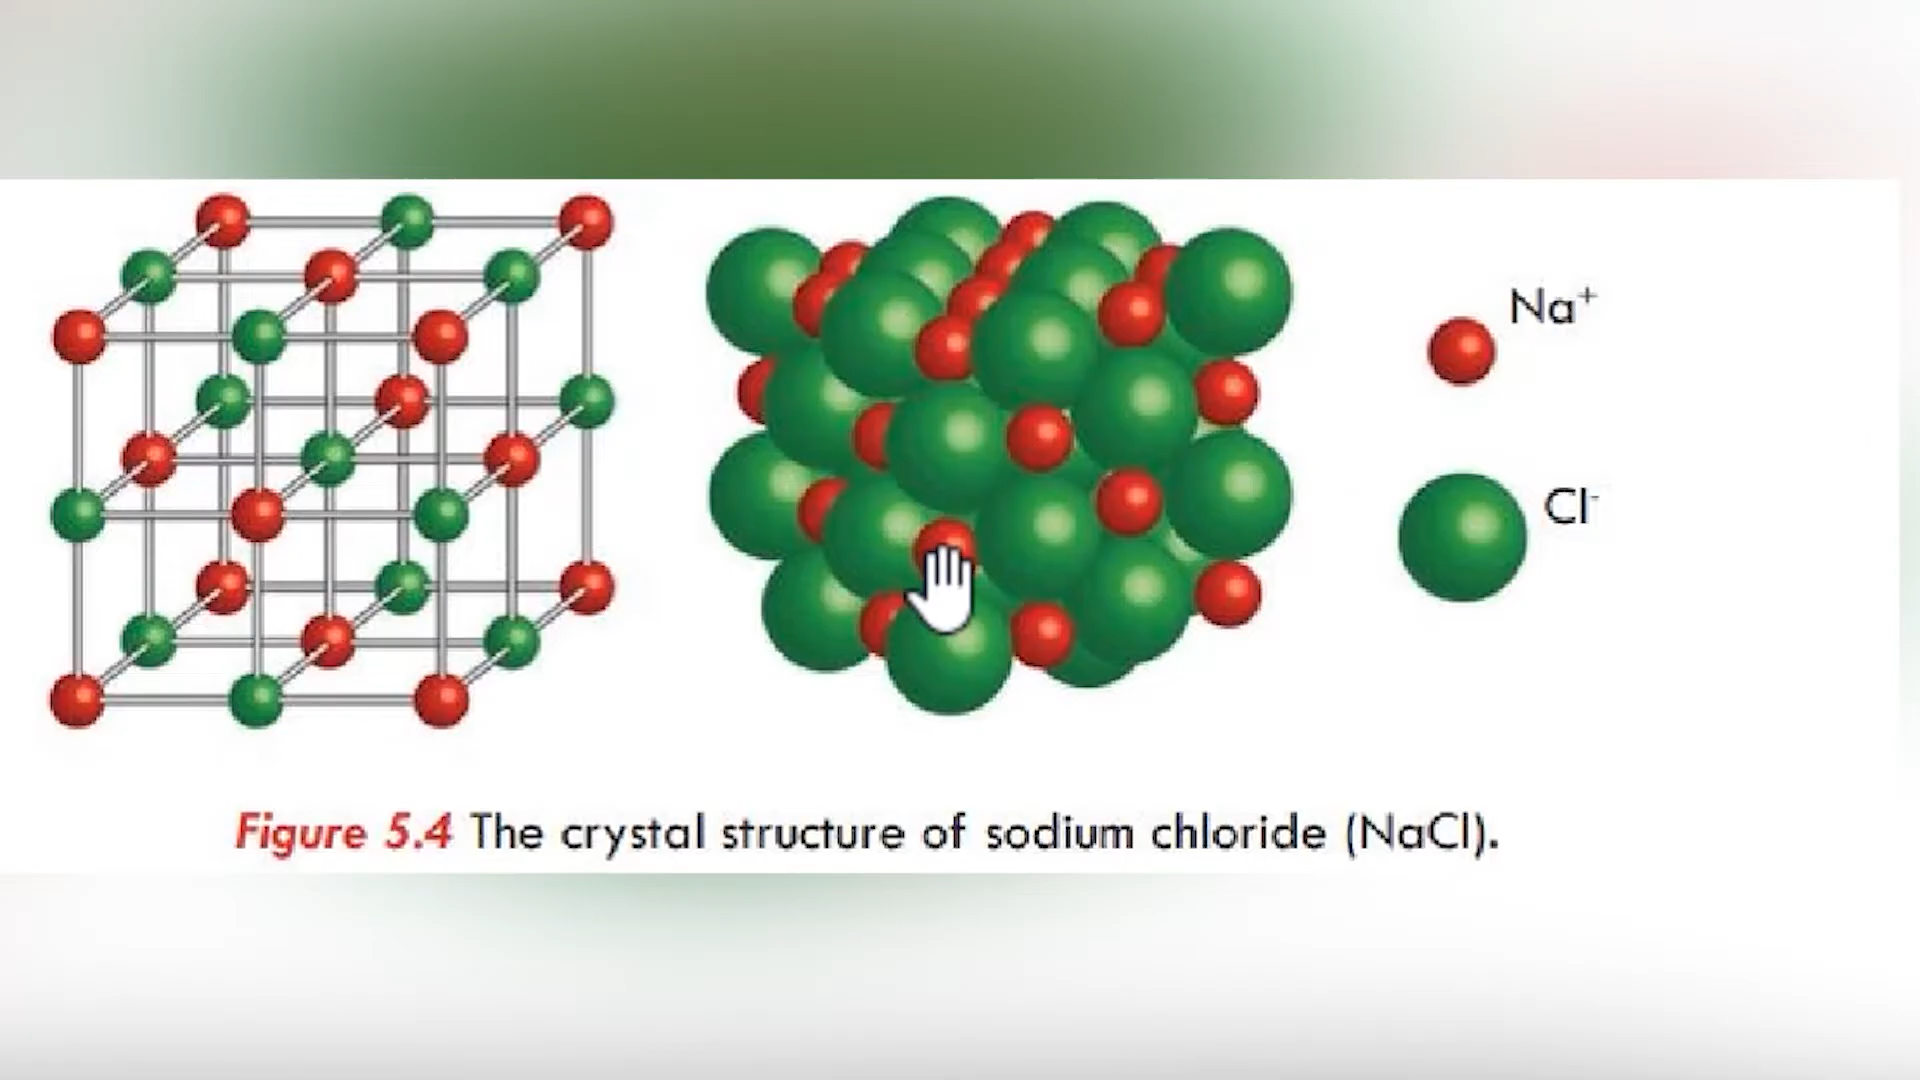 Na⁺
Cl⁻
Figure 5.4 The crystal structure of sodium chloride (NaCl).